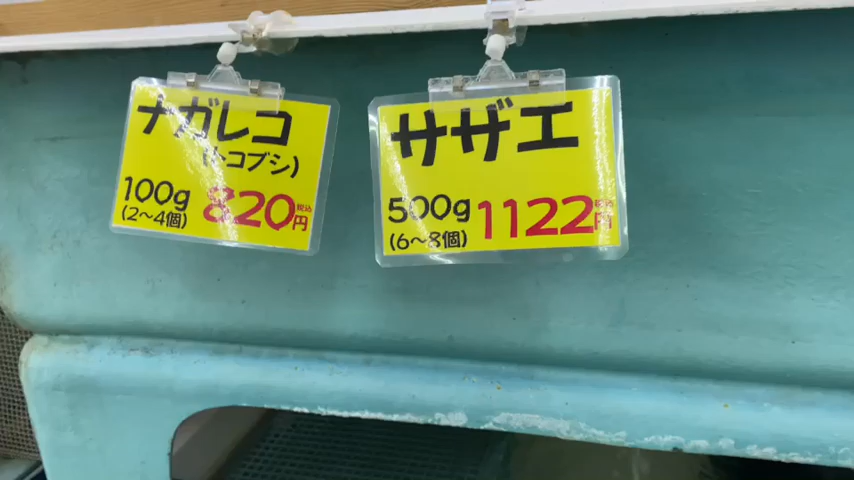 ナガレコ
(トコブシ)
100g
(2～4個)
820円
税込
サザエ
500g
(6～8個)
1122円
税込